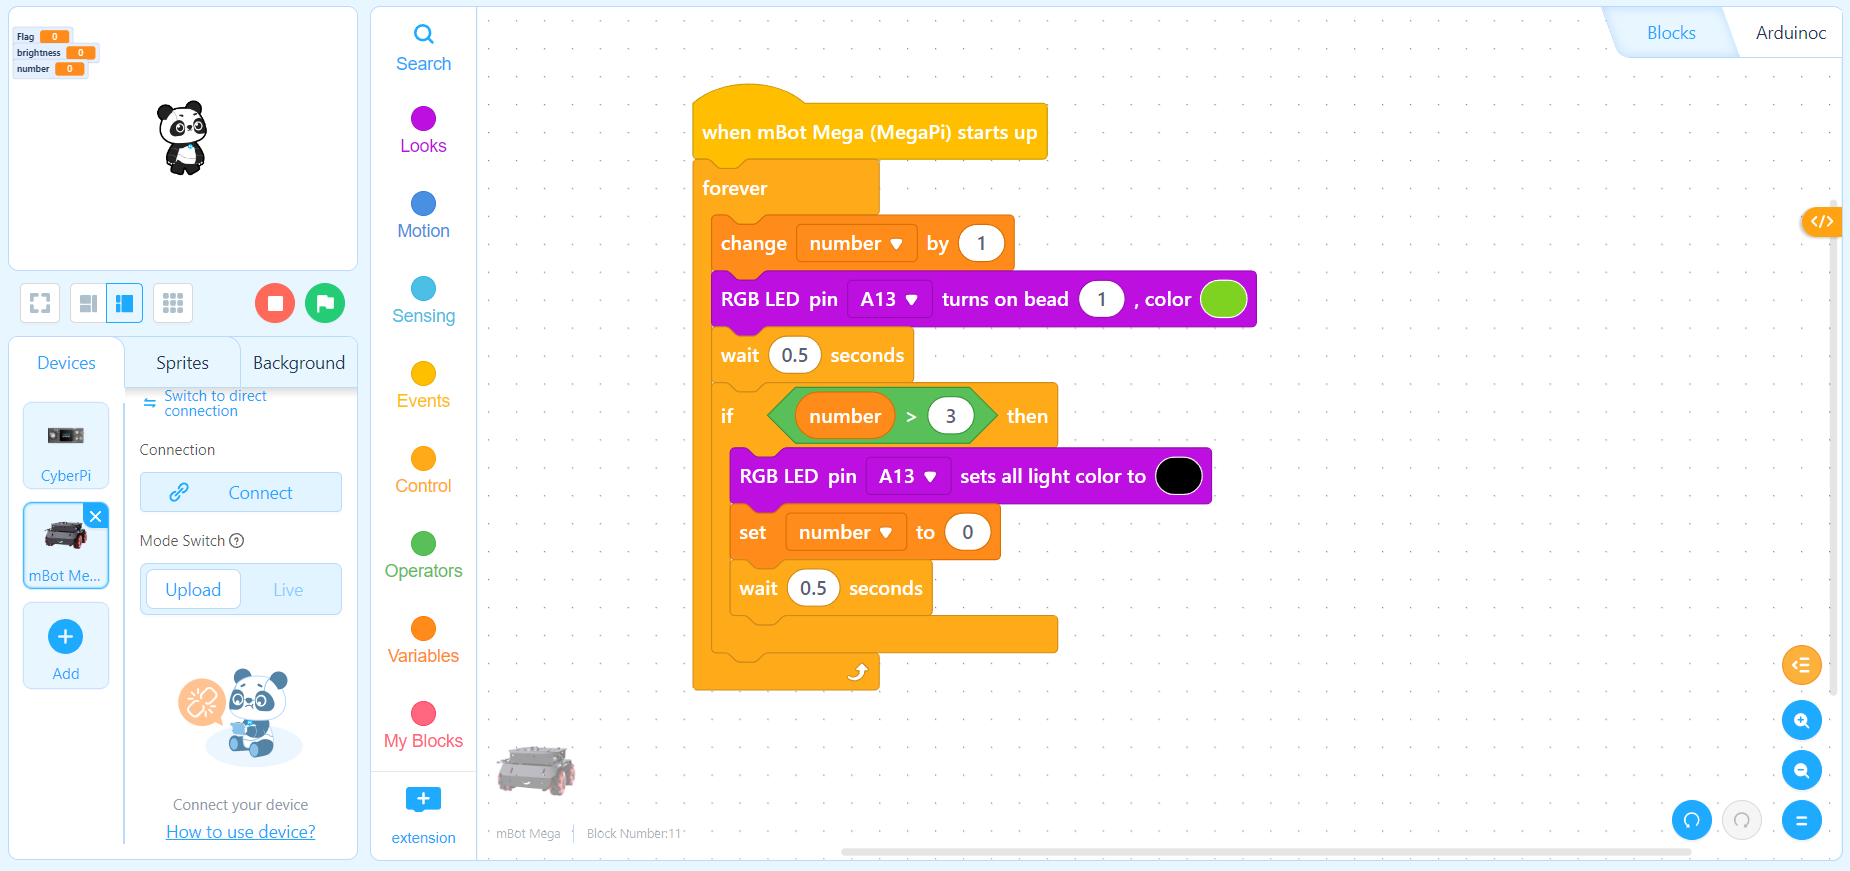 Flag 0
brightness 0
number 0
Devices
Sprites
Background
Switch to direct
connection
Connection
Connect
Mode Switch ?
Upload
Live
CyberPi
mBot Me...
Add
Connect your device
How to use device?
Search
Looks
Motion
Sensing
Events
Control
Operators
Variables
My Blocks
extension
Blocks
Arduinoc
</>
when mBot Mega (MegaPi) starts up
forever
change number by 1
RGB LED pin A13 turns on bead 1 , color
wait 0.5 seconds
if number > 3 then
RGB LED pin A13 sets all light color to
set number to 0
wait 0.5 seconds
mBot Mega
Block Number:11